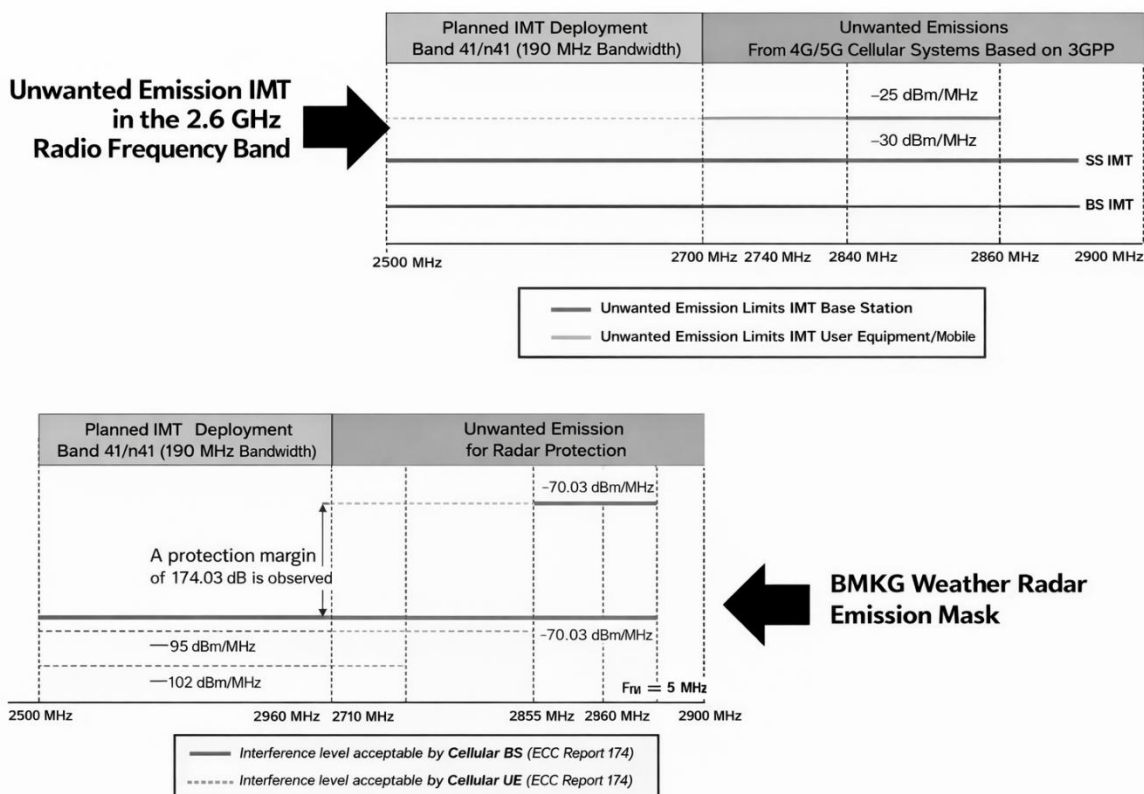 Planned IMT Deployment
Band 41/n41 (190 MHz Bandwidth)
Unwanted Emissions
From 4G/5G Cellular Systems Based on 3GPP
Unwanted Emission IMT
in the 2.6 GHz
Radio Frequency Band
−25 dBm/MHz
−30 dBm/MHz
SS IMT
BS IMT
2500 MHz
2700 MHz
2740 MHz
2840 MHz
2860 MHz
2900 MHz
Unwanted Emission Limits IMT Base Station
Unwanted Emission Limits IMT User Equipment/Mobile
Planned IMT Deployment
Band 41/n41 (190 MHz Bandwidth)
Unwanted Emission
for Radar Protection
-70.03 dBm/MHz
A protection margin
of 174.03 dB is observed
-70.03 dBm/MHz
—95 dBm/MHz
—102 dBm/MHz
= 5 MHz
BMKG Weather Radar
Emission Mask
2500 MHz
2960 MHz
2710 MHz
2855 MHz
2960 MHz
2900 MHz
Interference level acceptable by Cellular BS (ECC Report 174)
Interference level acceptable by Cellular UE (ECC Report 174)